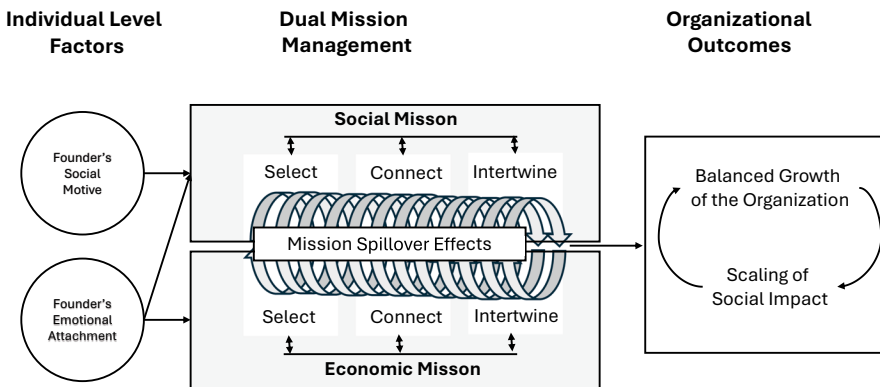 Individual Level
Factors
Dual Mission
Management
Organizational
Outcomes
Founder's
Social
Motive
Founder's
Emotional
Attachment
Social Misson
Select Connect Intertwine
Mission Spillover Effects
Select Connect Intertwine
Economic Misson
Balanced Growth
of the Organization
Scaling of
Social Impact